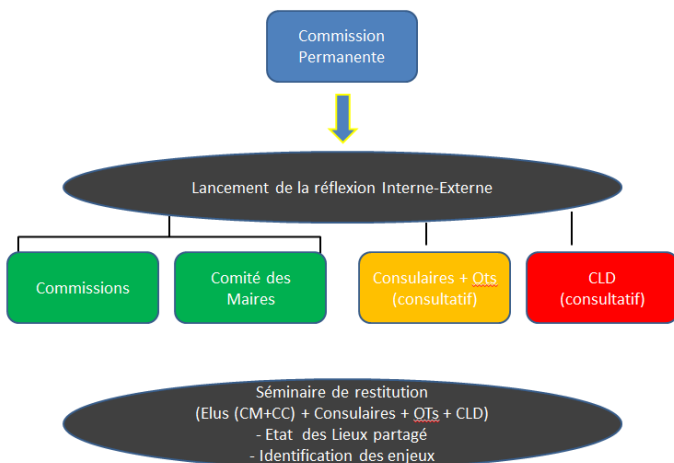 Commission
Permanente
Lancement de la réflexion Interne-Externe
Commissions
Comité des
Maires
Consulaires + Ots
(consultatif)
CLD
(consultatif)
Séminaire de restitution
(Elus (CM+CC) + Consulaires + OTs + CLD)
- Etat des Lieux partagé
- Identification des enjeux